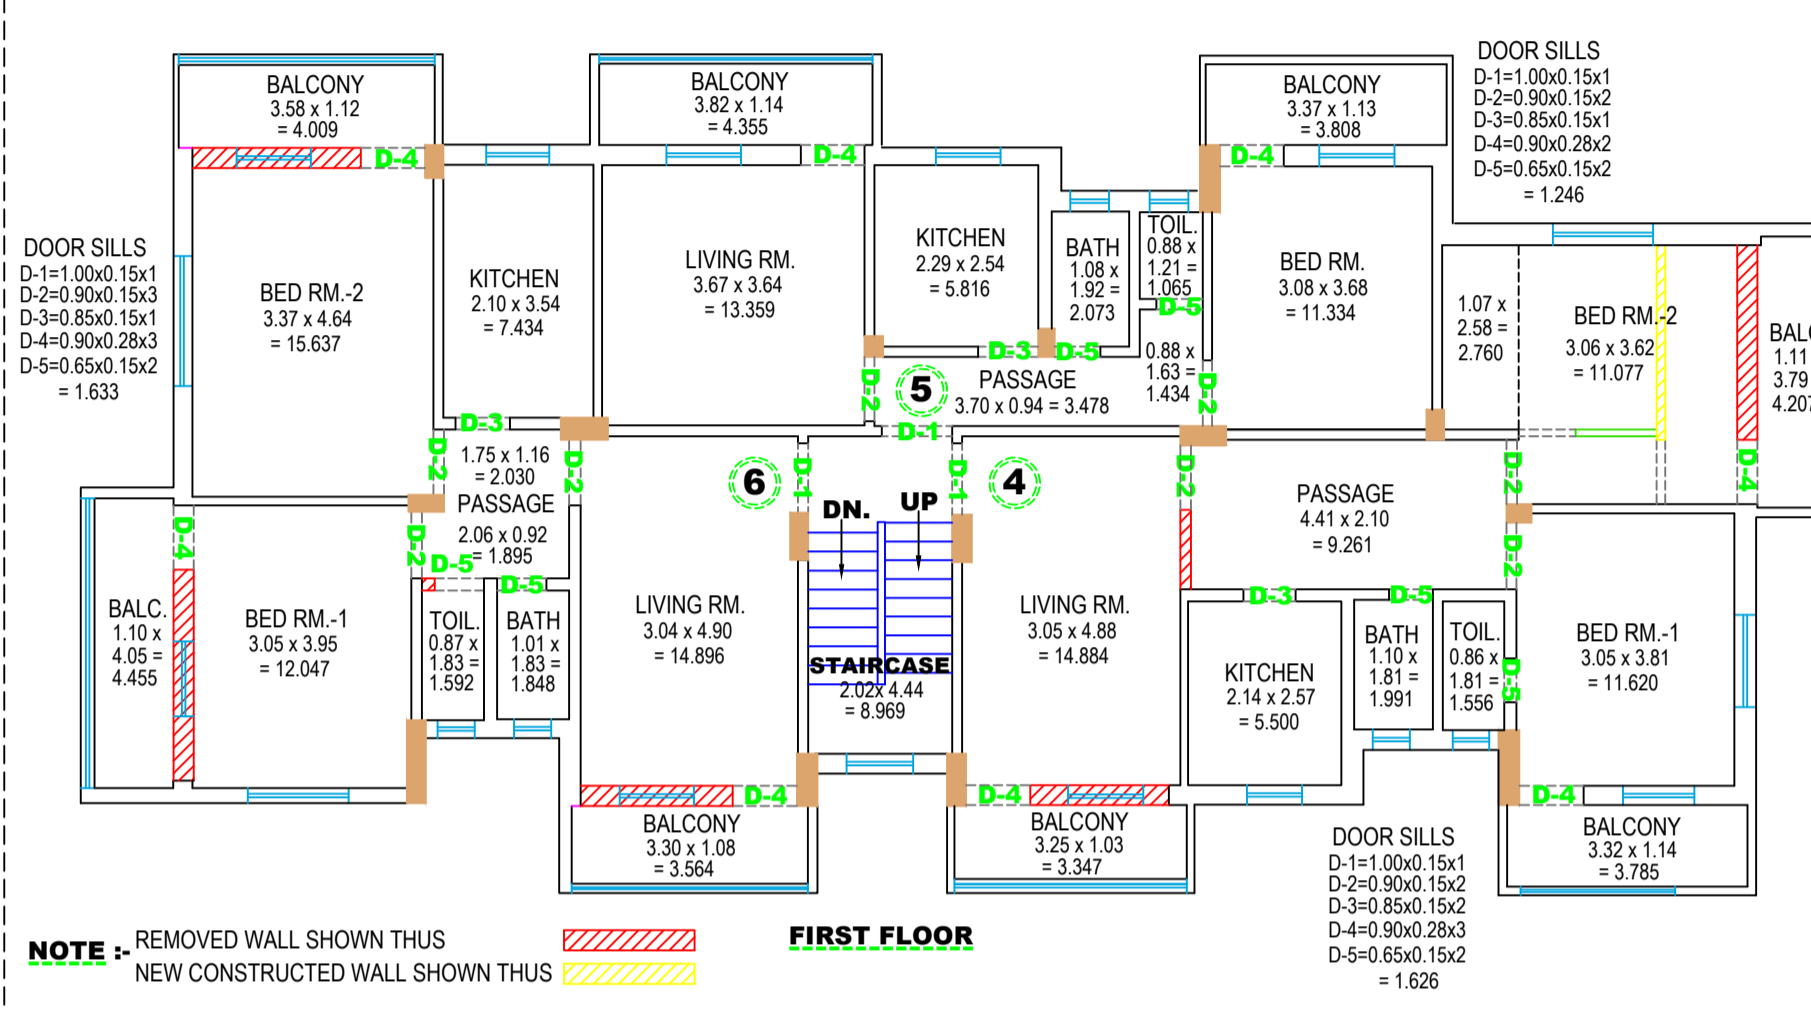 BALCONY
3.58 x 1.12
= 4.009
BALCONY
3.82 x 1.14
= 4.355
BALCONY
3.37 x 1.13
= 3.808
DOOR SILLS
D-1=1.00x0.15x1
D-2=0.90x0.15x2
D-3=0.85x0.15x1
D-4=0.90x0.28x2
D-5=0.65x0.15x2
= 1.246
D-4
D-4
D-4
DOOR SILLS
D-1=1.00x0.15x1
D-2=0.90x0.15x3
D-3=0.85x0.15x1
D-4=0.90x0.28x3
D-5=0.65x0.15x2
= 1.633
BED RM.-2
3.37 x 4.64
= 15.637
KITCHEN
2.10 x 3.54
= 7.434
LIVING RM.
3.67 x 3.64
= 13.359
KITCHEN
2.29 x 2.54
= 5.816
BATH
1.08 x
1.92 =
2.073
TOIL.
0.88 x
1.21 =
1.065
D-5
0.88 x
1.63 =
1.434
BED RM.
3.08 x 3.68
= 11.334
1.07 x
2.58 =
2.760
BED RM.-2
3.06 x 3.62
= 11.077
BALC
1.11
3.79
4.207
D-3
D-5
D-2
5
PASSAGE
3.70 x 0.94 = 3.478
D-2
D-1
D-3
D-2
1.75 x 1.16
= 2.030
PASSAGE
2.06 x 0.92
= 1.895
D-2
6
D-1
D-1
4
DN.
UP
D-2
PASSAGE
4.41 x 2.10
= 9.261
D-2
D-2
D-4
D-4
D-2
D-5
D-5
BALC.
1.10 x
4.05 =
4.455
BED RM.-1
3.05 x 3.95
= 12.047
TOIL.
0.87 x
1.83 =
1.592
BATH
1.01 x
1.83 =
1.848
LIVING RM.
3.04 x 4.90
= 14.896
STAIRCASE
2.02x 4.44
= 8.969
LIVING RM.
3.05 x 4.88
= 14.884
D-3
D-5
KITCHEN
2.14 x 2.57
= 5.500
BATH
1.10 x
1.81 =
1.991
TOIL.
0.86 x
1.81 =
1.556
D-5
BED RM.-1
3.05 x 3.81
= 11.620
D-4
D-4
D-4
BALCONY
3.30 x 1.08
= 3.564
BALCONY
3.25 x 1.03
= 3.347
DOOR SILLS
D-1=1.00x0.15x1
D-2=0.90x0.15x2
D-3=0.85x0.15x2
D-4=0.90x0.28x3
D-5=0.65x0.15x2
= 1.626
BALCONY
3.32 x 1.14
= 3.785
NOTE :- REMOVED WALL SHOWN THUS
NEW CONSTRUCTED WALL SHOWN THUS
FIRST FLOOR